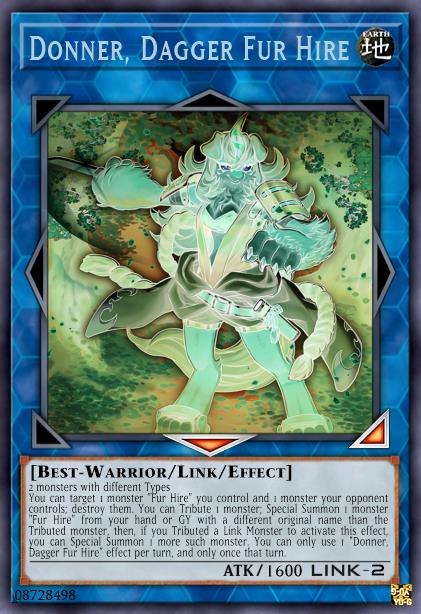 Donner, Dagger Fur Hire
EARTH
地
[Best-Warrior/Link/Effect]
2 monsters with different Types
You can target 1 monster "Fur Hire" you control and 1 monster your opponent
controls; destroy them. You can Tribute 1 monster; Special Summon 1 monster
"Fur Hire" from your hand or GY with a different original name than the
Tributed monster, then, if you Tributed a Link Monster to activate this effect,
you can Special Summon 1 more such monster. You can only use 1 "Donner,
Dagger Fur Hire" effect per turn, and only once that turn.
ATK/1600 LINK-2
08728498